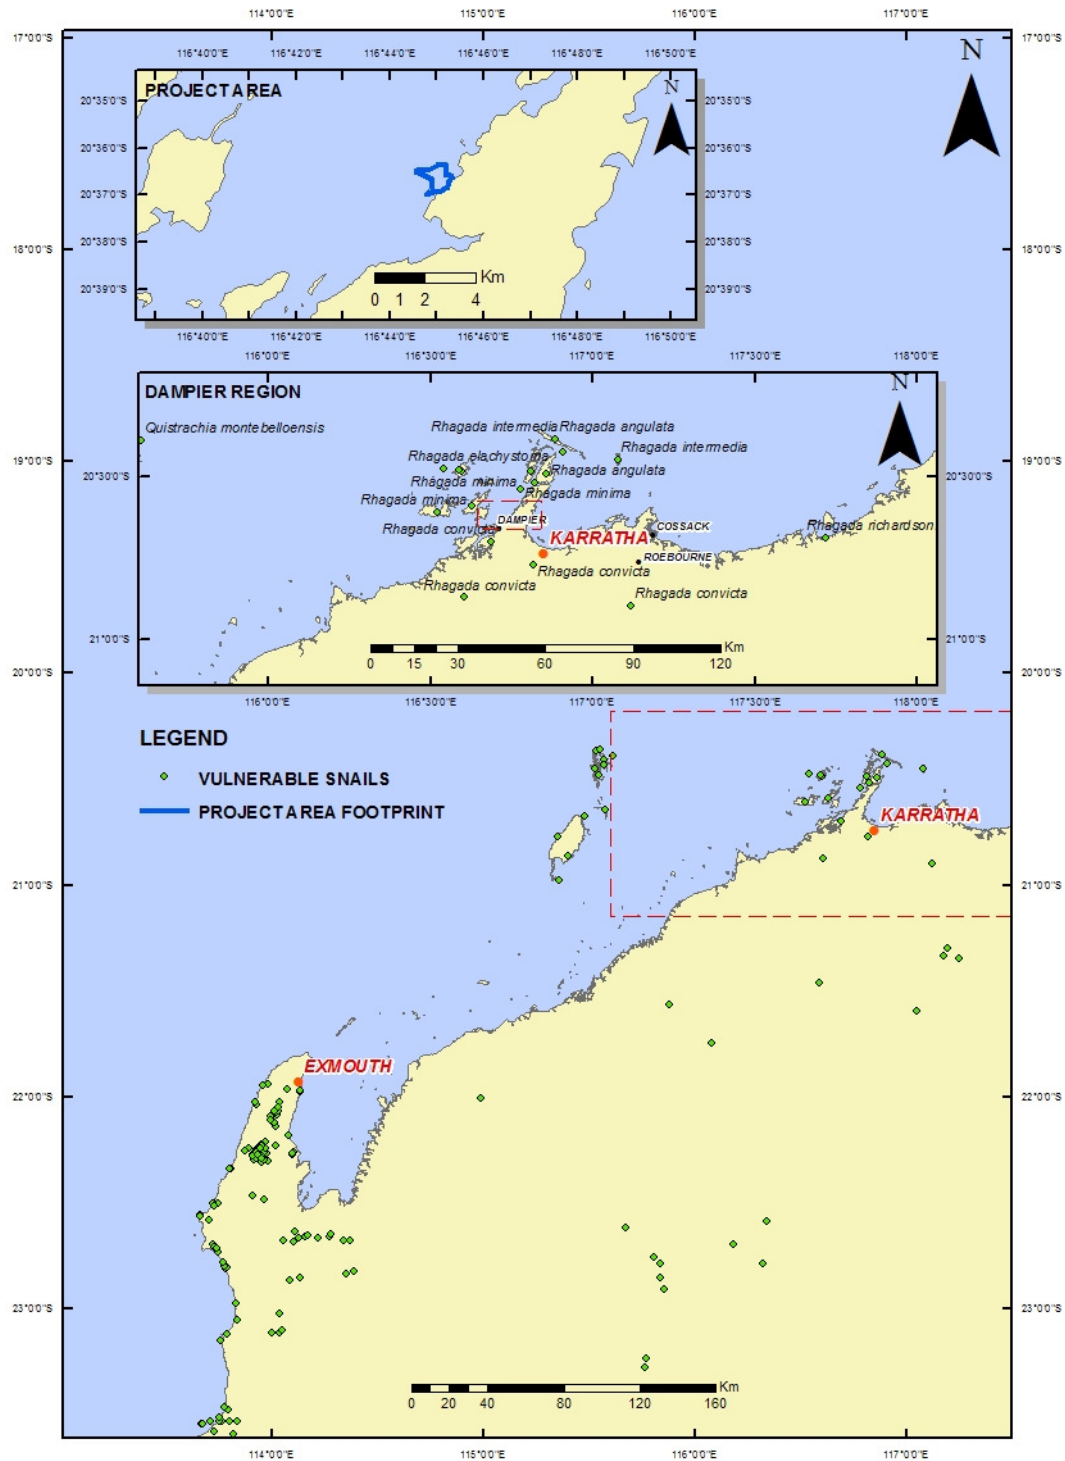 114°0'0"E 115°0'0"E 116°0'0"E 117°0'0"E
17°0'0"S 17°0'0"S
116°40'0"E 116°42'0"E 116°44'0"E 116°46'0"E 116°48'0"E 116°50'0"E
N
PROJECT AREA
N
20°35'0"S 20°35'0"S
20°36'0"S 20°36'0"S
20°37'0"S 20°37'0"S
20°38'0"S 20°38'0"S
18°0'0"S 18°0'0"S
20°39'0"S 20°39'0"S
Km
0 1 2 4
116°40'0"E 116°42'0"E 116°44'0"E 116°46'0"E 116°48'0"E 116°50'0"E
116°0'0"E 116°30'0"E 117°0'0"E 117°30'0"E 118°0'0"E
DAMPIER REGION
N
Quistrachia montebelloensis
Rhagada intermedia Rhagada angulata
Rhagada intermedia
Rhagada elachystoma
19°0'0"S 19°0'0"S
Rhagada angulata
20°30'0"S 20°30'0"S
Rhagada minima
Rhagada minima
Rhagada minima
DAMPIER
Rhagada convicta
COSSACK
Rhagada richardson
KARRATHA
ROEBOURNE
Rhagada convicta
Rhagada convicta
Rhagada convicta
21°0'0"S 21°0'0"S
Km
0 15 30 60 90 120
20°0'0"S 20°0'0"S
116°0'0"E 116°30'0"E 117°0'0"E 117°30'0"E 118°0'0"E
LEGEND
VULNERABLE SNAILS
PROJECT AREA FOOTPRINT
KARRATHA
21°0'0"S 21°0'0"S
EXMOUTH
22°0'0"S 22°0'0"S
23°0'0"S 23°0'0"S
Km
0 20 40 80 120 160
114°0'0"E 115°0'0"E 116°0'0"E 117°0'0"E